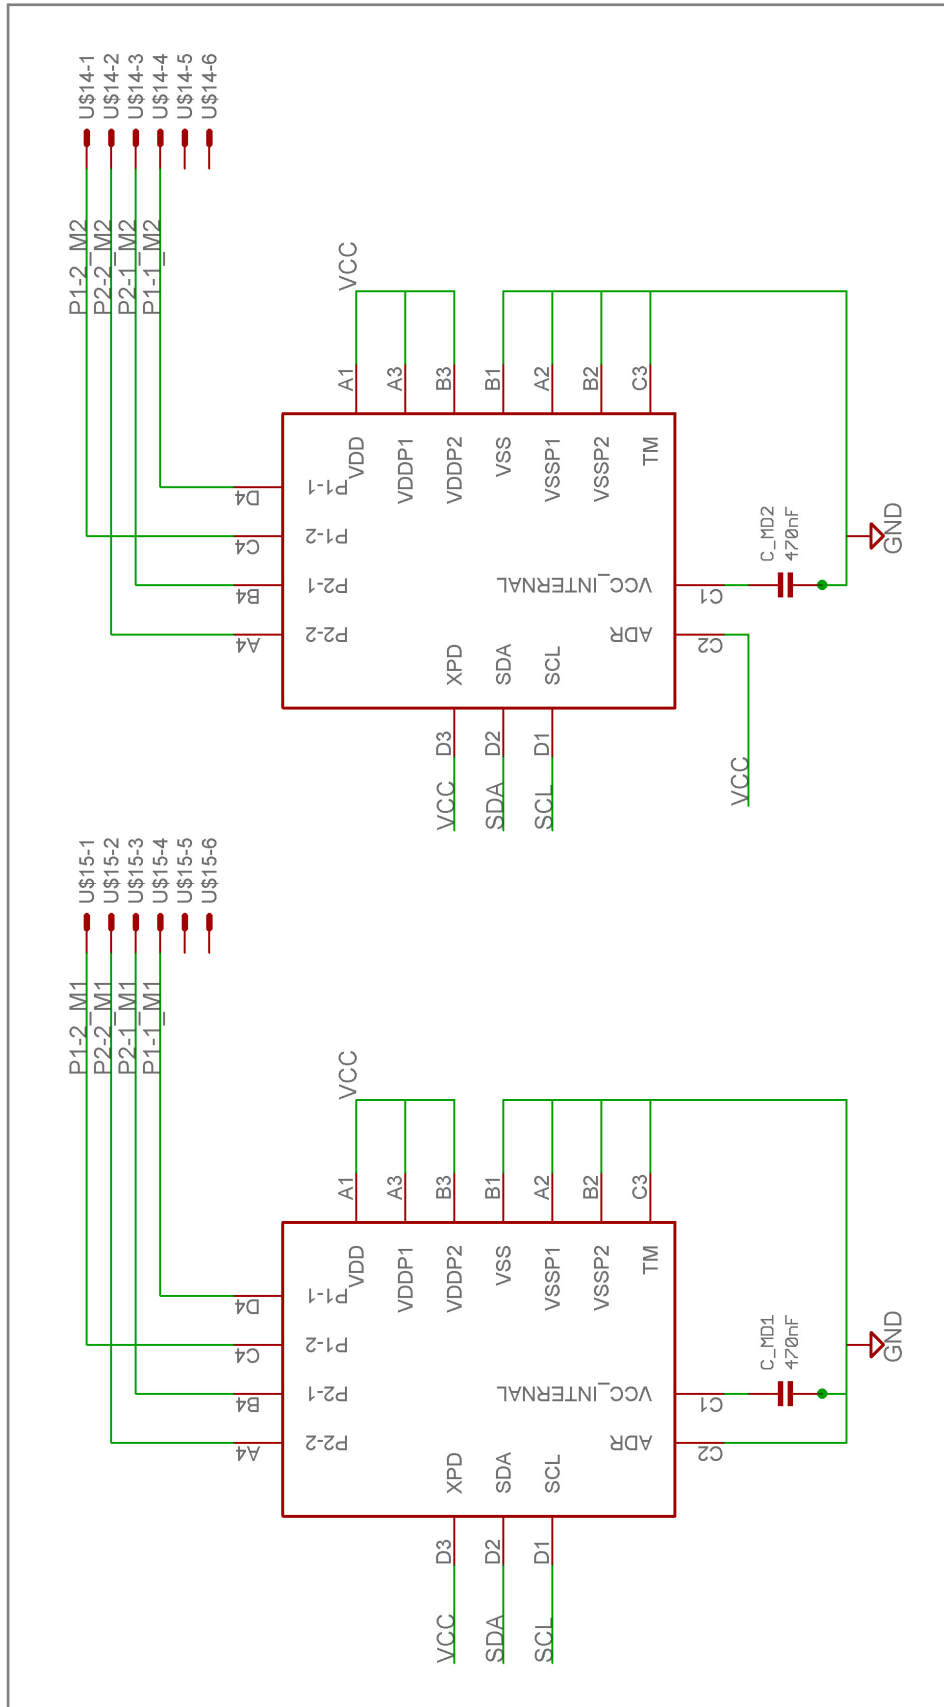 U$14-1
U$14-2
U$14-3
U$14-4
U$14-5
U$14-6
P1-2_M2
P2-2_M2
P2-1_M2
P1-1_M2
VCC
A1
A3
B3
B1
A2
B2
C3
VDD
VDDP1
VDDP2
VSS
VSSP1
VSSP2
TM
D4
P1-1
C4
P1-2
B4
P2-1
A4
P2-2
VCC_INTERNAL
C1
ADR
C2
C_MD2
470nF
GND
XPD
SDA
SCL
D3
D2
D1
VCC
SDA
SCL
VCC
U$15-1
U$15-2
U$15-3
U$15-4
U$15-5
U$15-6
P1-2_M1
P2-2_M1
P2-1_M1
P1-1_M1
VCC
A1
A3
B3
B1
A2
B2
C3
VDD
VDDP1
VDDP2
VSS
VSSP1
VSSP2
TM
D4
P1-1
C4
P1-2
B4
P2-1
A4
P2-2
VCC_INTERNAL
C1
ADR
C2
C_MD1
470nF
GND
XPD
SDA
SCL
D3
D2
D1
VCC
SDA
SCL